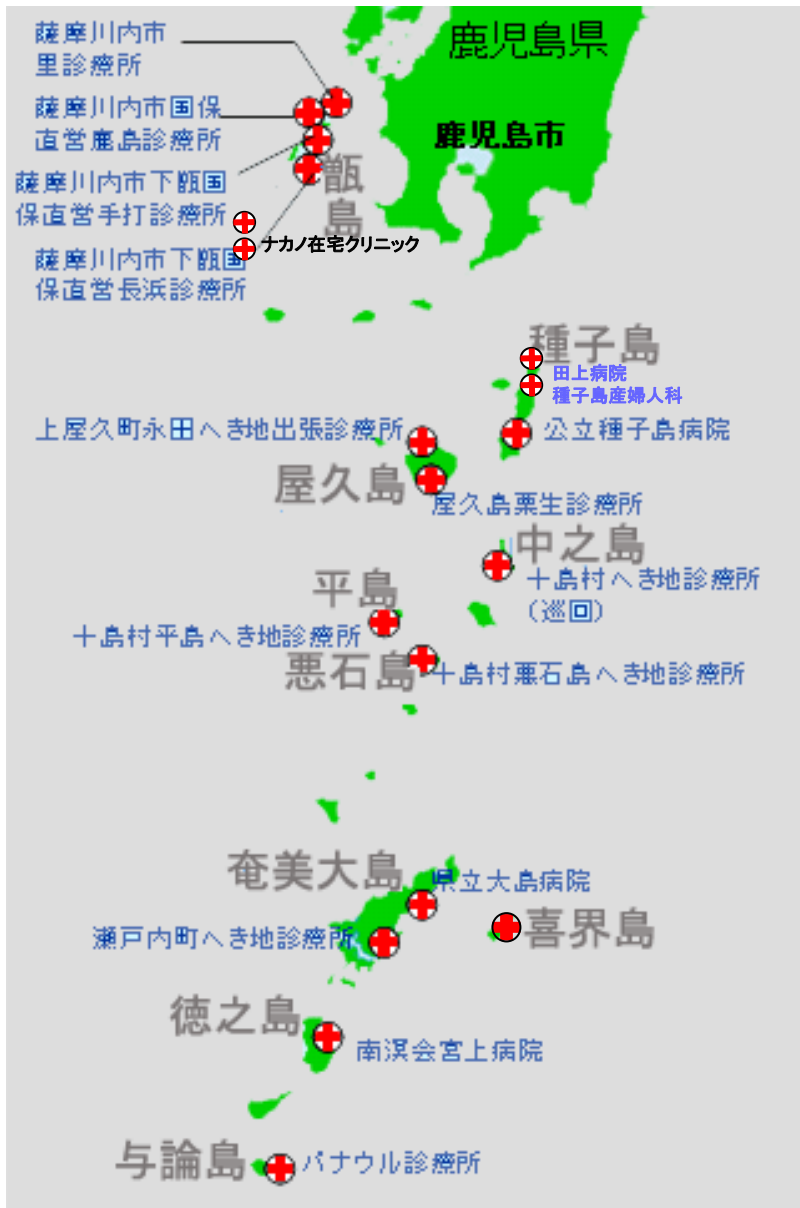 薩摩川内市
里診療所
鹿児島県
薩摩川内市国保
直営鹿島診療所
鹿児島市
薩摩川内市下甑国
保直営手打診療所
甑
島
ナカノ在宅クリニック
薩摩川内市下甑国
保直営長浜診療所
種子島
田上病院
種子島産婦人科
上屋久町永田へき地出張診療所
公立種子島病院
屋久島
屋久島栗生診療所
中之島
十島村へき地診療所
(巡回)
平島
十島村平島へき地診療所
悪石島
十島村悪石島へき地診療所
奄美大島
県立大島病院
喜界島
瀬戸内町へき地診療所
徳之島
南溟会宮上病院
与論島
パナウル診療所